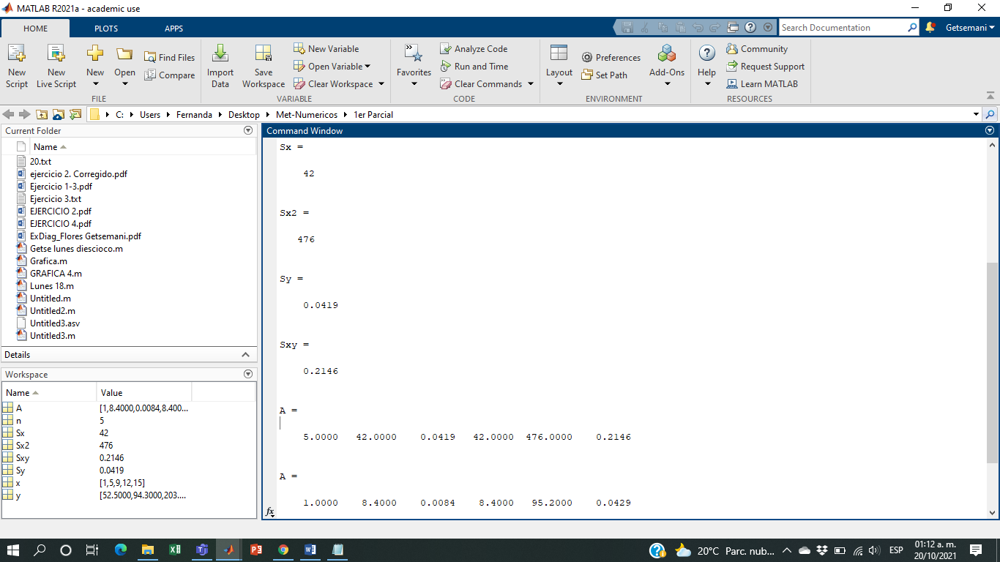 MATLAB R2021a - academic use
HOME PLOTS APPS
Search Documentation
Getsemani
New Script
New Live Script
New
Open
Find Files
Compare
FILE
Import Data
Save Workspace
New Variable
Open Variable
Clear Workspace
VARIABLE
Favorites
Analyze Code
Run and Time
Clear Commands
CODE
Layout
Preferences
Set Path
Add-Ons
ENVIRONMENT
Help
Community
Request Support
Learn MATLAB
RESOURCES
C: Users Fernanda Desktop Met-Numericos 1er Parcial
Current Folder
Name
20.txt
ejercicio 2. Corregido.pdf
Ejercicio 1-3.pdf
Ejercicio 3.txt
EJERCICIO 2.pdf
EJERCICIO 4.pdf
ExDiag_Flores Getsemani.pdf
Getse lunes diescioco.m
Grafica.m
GRAFICA 4.m
Lunes 18.m
Untitled.m
Untitled2.m
Untitled3.asv
Untitled3.m
Details
Workspace
Name Value
A [1,8.4000,0.0084,8.400...
n 5
Sx 42
Sx2 476
Sxy 0.2146
Sy 0.0419
x [1,5,9,12,15]
y [52.5000,94.3000,203....
Command Window
Sx =
42
Sx2 =
476
Sy =
0.0419
Sxy =
0.2146
A =
5.0000 42.0000 0.0419 42.0000 476.0000 0.2146
A =
1.0000 8.4000 0.0084 8.4000 95.2000 0.0429
fx
20°C Parc. nub...
ESP
01:12 a. m.
20/10/2021